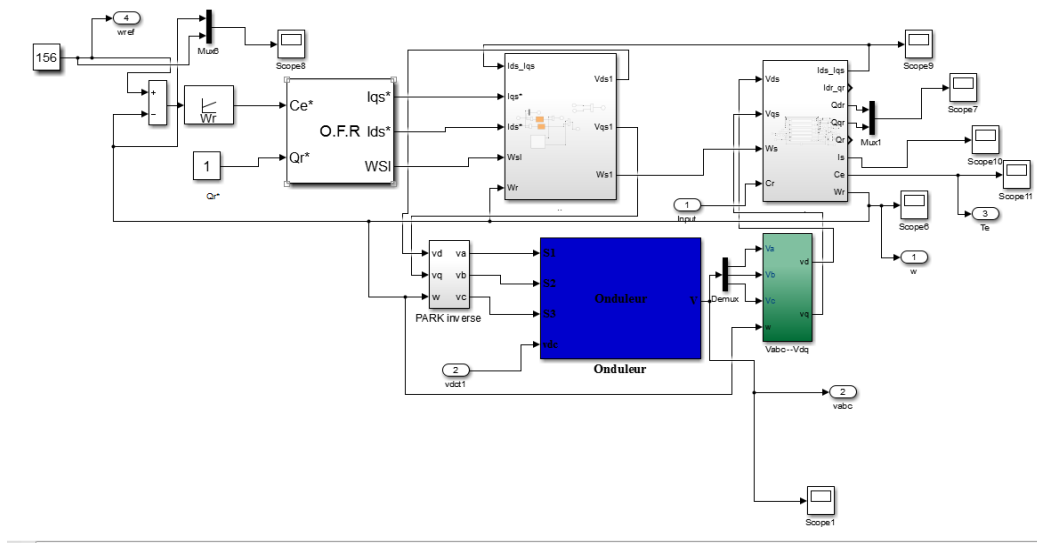 4
wref
156
Mux6
Scope8
+
−
Wr
1
Qr*
Ce*
Qr*
O.F.R
Iqs*
Ids*
WSl
Ids_Iqs
Iqs*
Ids*
Wsl
Wr
Vds1
Vqs1
Ws1
..
Vds
Vqs
Ws
Cr
Ids_Iqs
Idr_qr
Qdr
Qqr
Qr
Is
Ce
Wr
Mux1
Scope9
Scope7
Scope10
Scope11
Scope6
1
Input
3
Te
1
w
vd
vq
w
va
vb
vc
PARK inverse
S1
S2
S3
vdc
Onduleur
V
Onduleur
2
vdct1
Demux
Va
Vb
Vc
w
vd
vq
Vabc--Vdq
2
vabc
Scope1